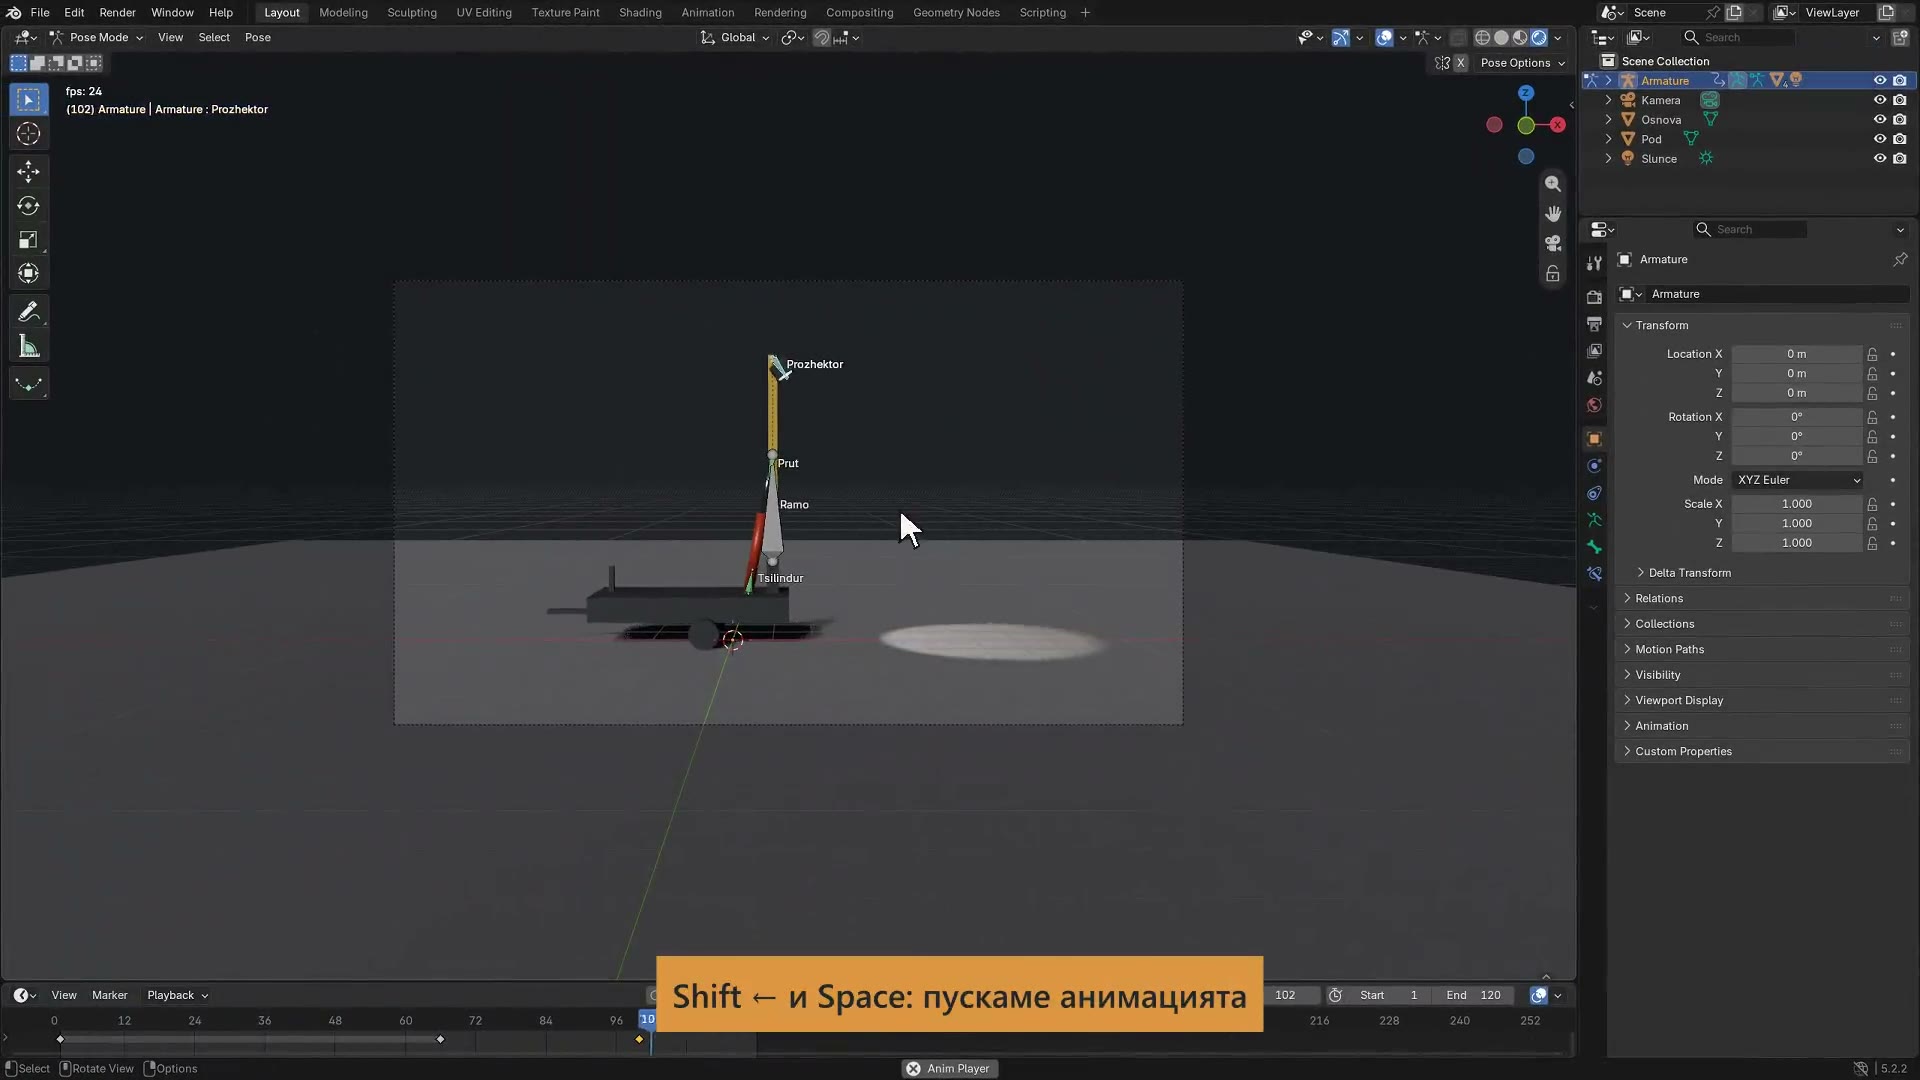 File Edit Render Window Help Layout Modeling Sculpting UV Editing Texture Paint Shading Animation Rendering Compositing Geometry Nodes Scripting Scene ViewLayer
Pose Mode View Select Pose Global Search
X Pose Options
Scene Collection
fps: 24
(102) Armature | Armature : Prozhektor
Armature
Kamera
Osnova
Pod
Slunce
Z
X
Search
Armature
Armature
Transform
Location X 0 m
Y 0 m
Z 0 m
Rotation X 0°
Y 0°
Z 0°
Mode XYZ Euler
Scale X 1.000
Y 1.000
Z 1.000
Delta Transform
Relations
Collections
Motion Paths
Visibility
Viewport Display
Animation
Custom Properties
Prozhektor
Prut
Ramo
Tsilindur
Shift ← и Space: пускаме анимацията
View Marker Playback 102 Start 1 End 120
0 12 24 36 48 60 72 84 96 216 228 240 252
Select Rotate View Options Anim Player 5.2.2